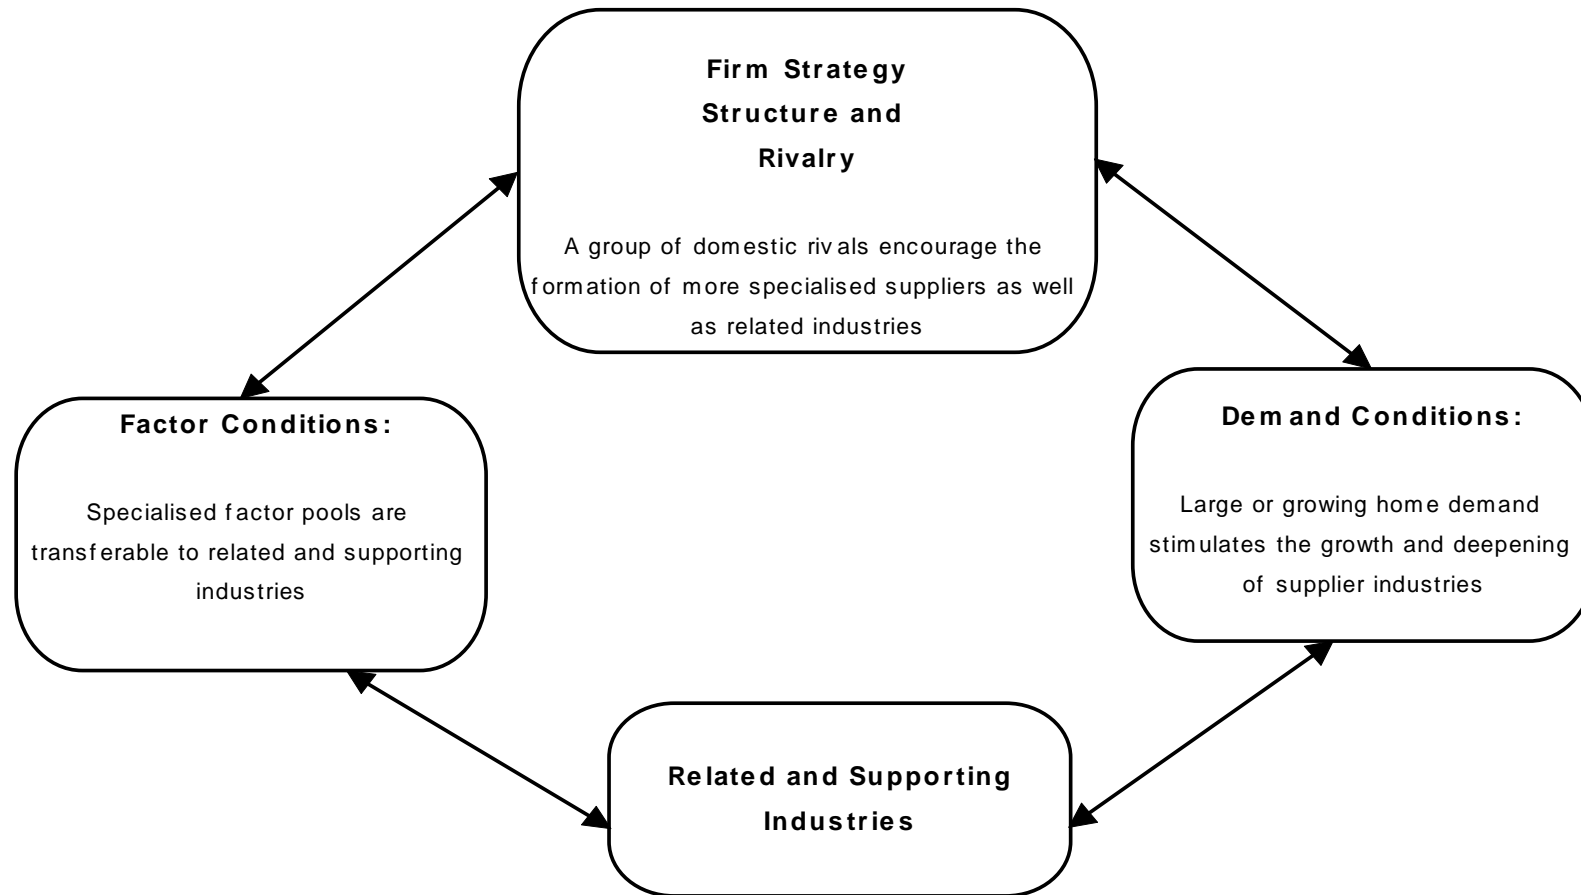 Firm Strategy
Structure and
Rivalry
A group of domestic rivals encourage the
formation of more specialised suppliers as well
as related industries
Factor Conditions:
Specialised factor pools are
transferable to related and supporting
industries
Demand Conditions:
Large or growing home demand
stimulates the growth and deepening
of supplier industries
Related and Supporting
Industries